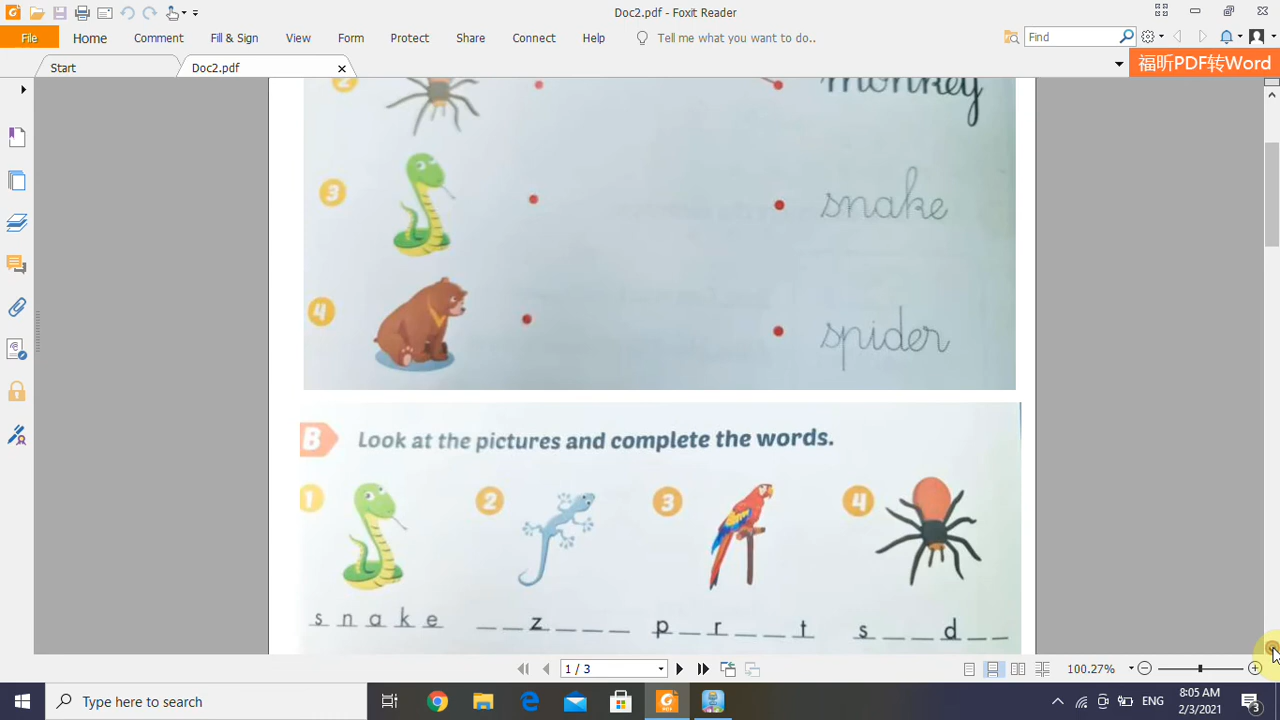 Doc2.pdf - Foxit Reader
File Home Comment Fill & Sign View Form Protect Share Connect Help Tell me what you want to do.. Find
Start Doc2.pdf 福昕PDF转Word
2 monkey
3 snake
4 spider
B Look at the pictures and complete the words.
1 2 3 4
s n a k e _ _ z _ _ _ p _ r _ _ t s _ _ d _ _
1 / 3 100.27%
Type here to search ENG 8:05 AM
2/3/2021 3